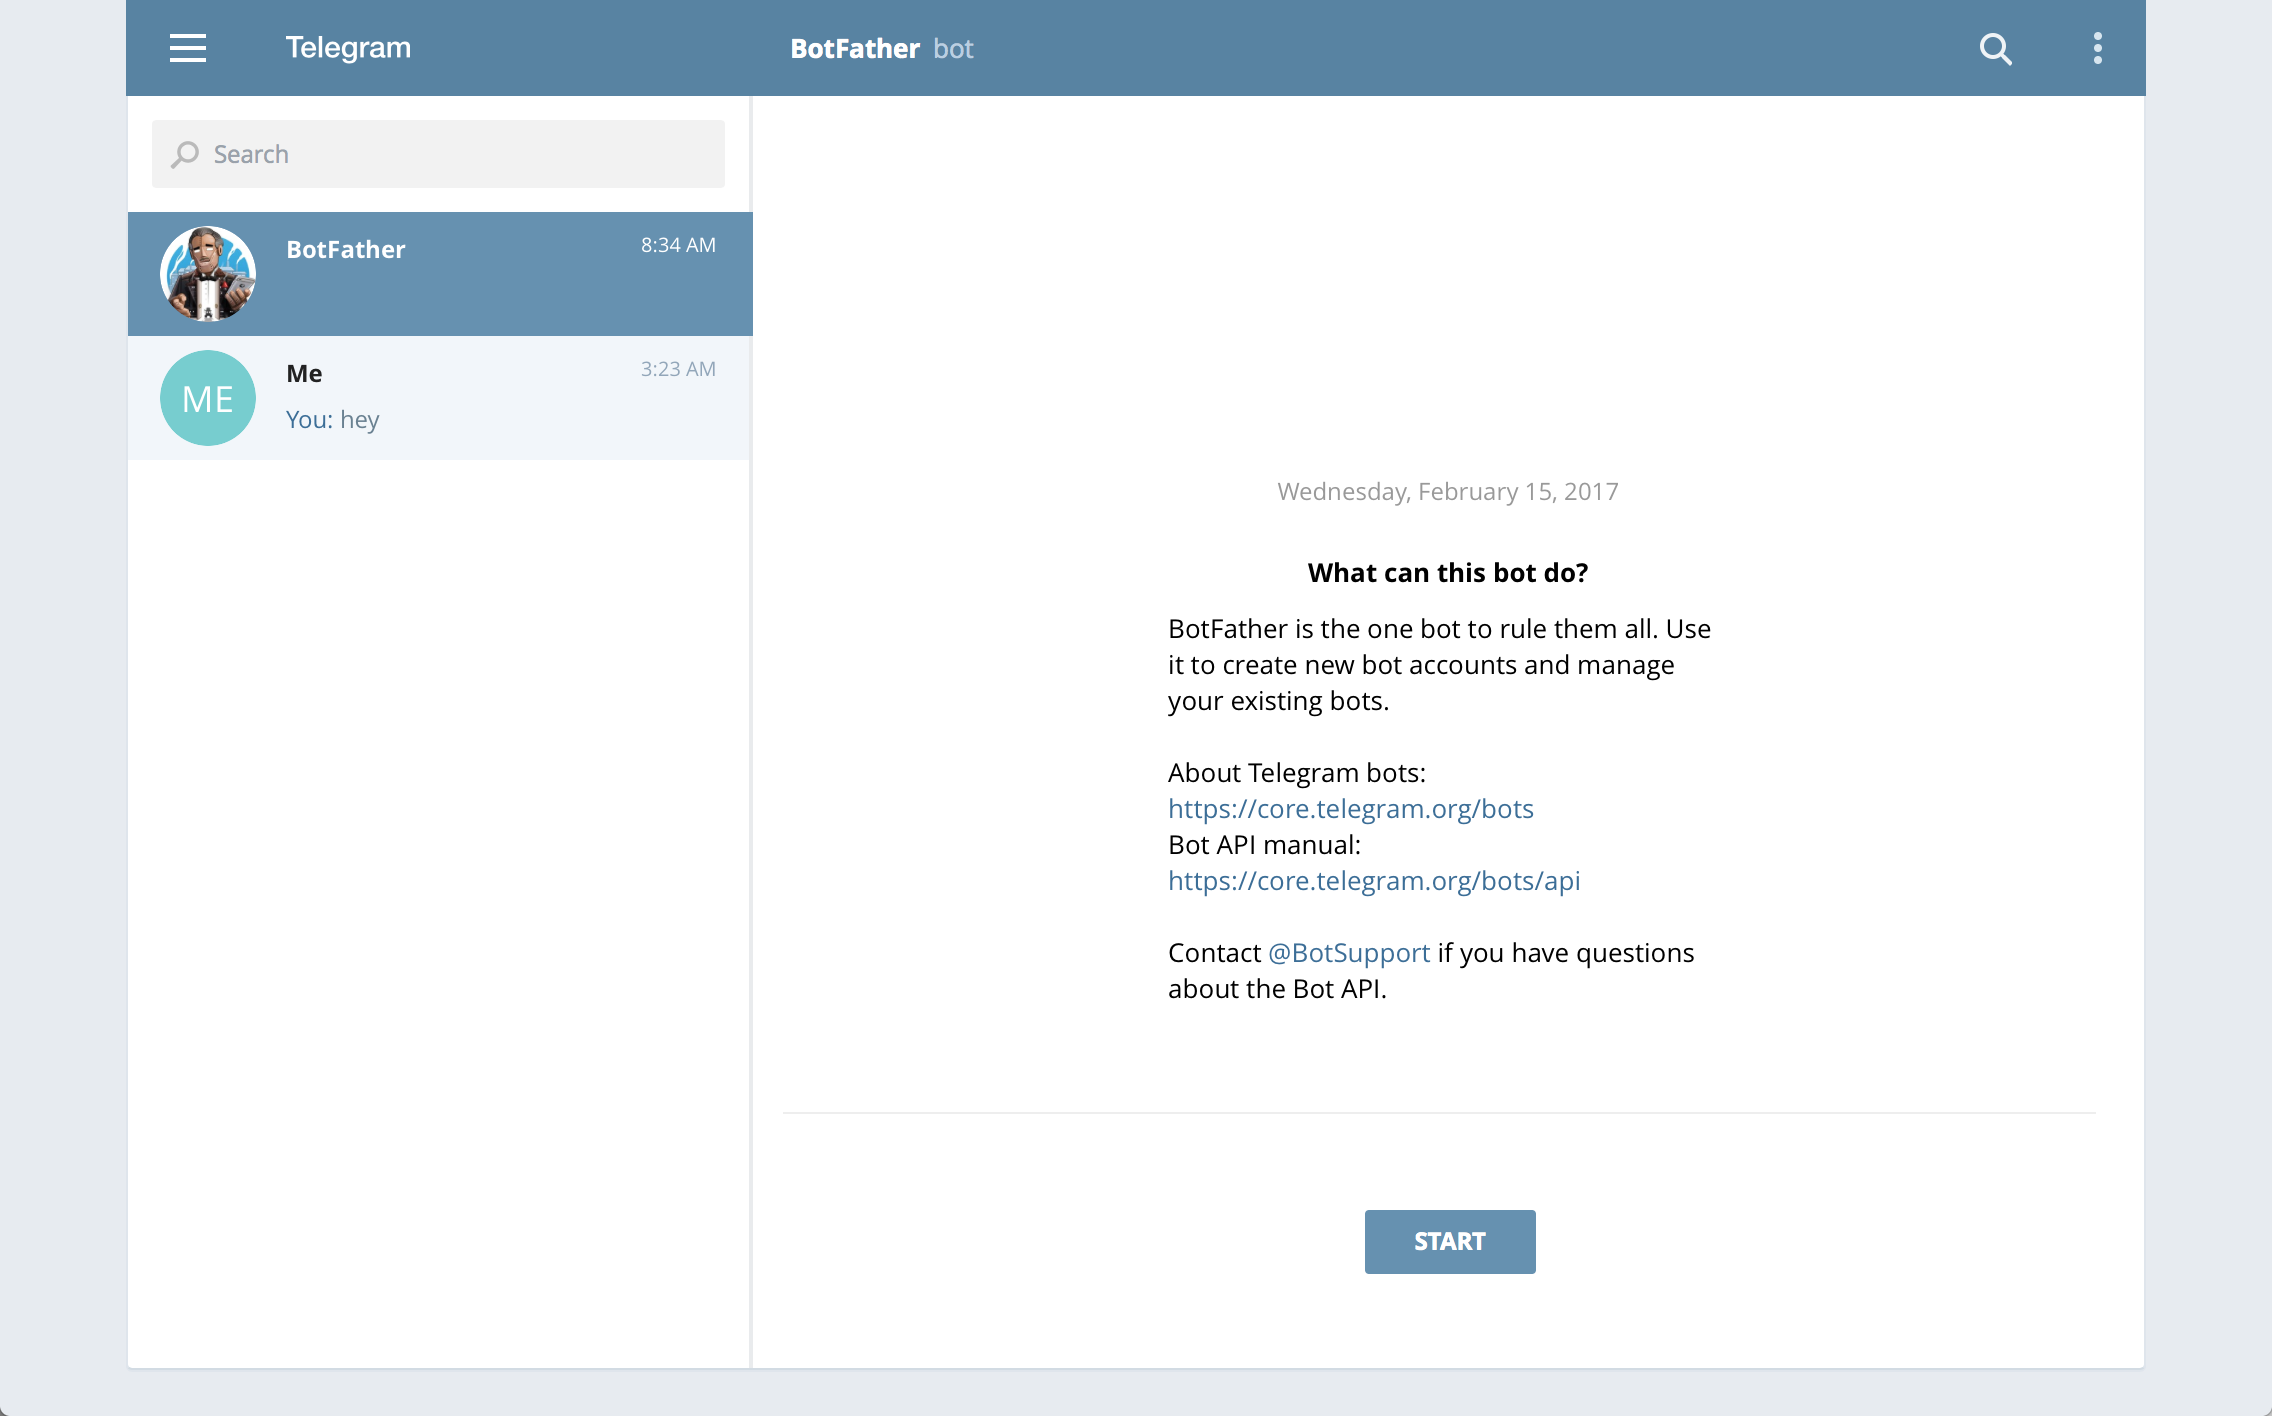 Telegram
BotFather bot
Search
BotFather
8:34 AM
ME
Me
3:23 AM
You: hey
Wednesday, February 15, 2017
What can this bot do?
BotFather is the one bot to rule them all. Use
it to create new bot accounts and manage
your existing bots.
About Telegram bots:
https://core.telegram.org/bots
Bot API manual:
https://core.telegram.org/bots/api
Contact @BotSupport if you have questions
about the Bot API.
START